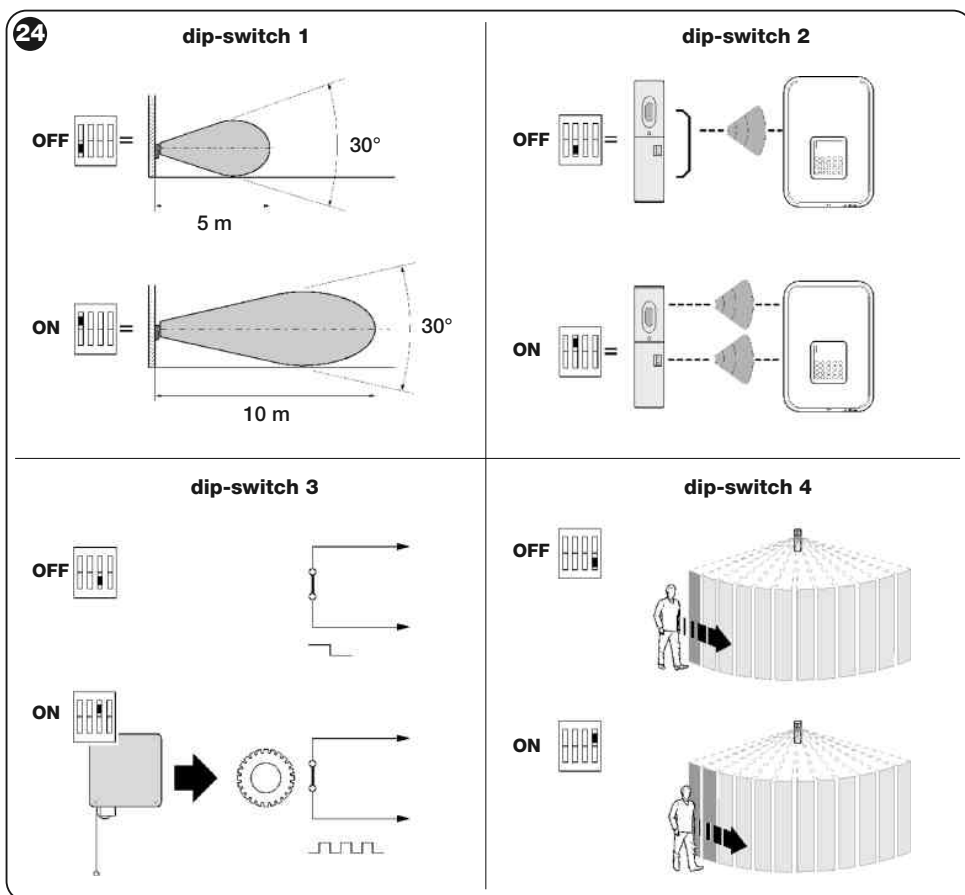 24
dip-switch 1
OFF
=
30°
5 m
ON
=
30°
10 m
dip-switch 2
OFF
=
ON
=
dip-switch 3
OFF
ON
dip-switch 4
OFF
ON